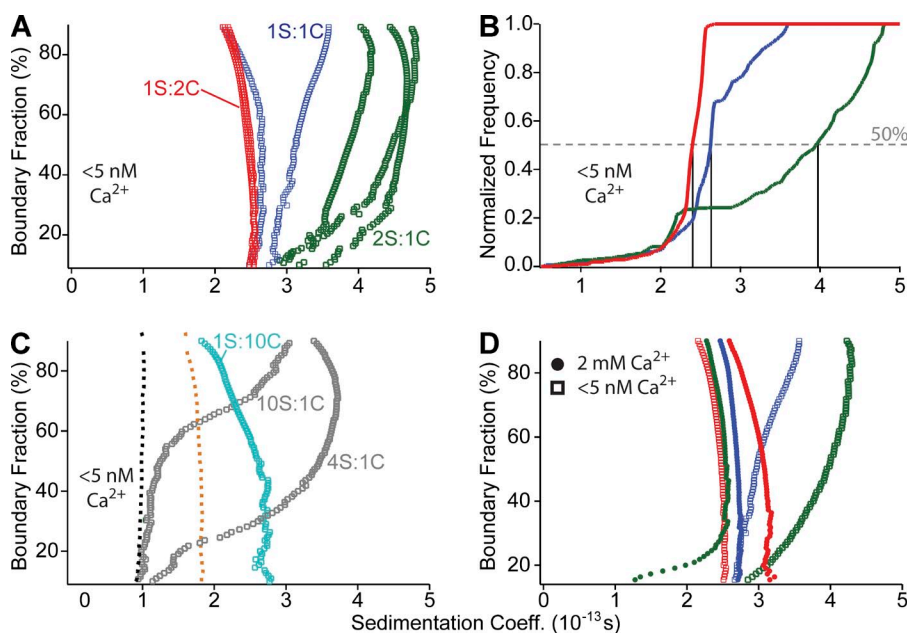 A
Boundary Fraction (%)
80
60
40
20
1S:2C
1S:1C
2S:1C
<5 nM
Ca²⁺
0
1
2
3
4
5
B
Normalized Frequency
1.0
0.8
0.6
0.4
0.2
0.0
<5 nM
Ca²⁺
50%
1
2
3
4
5
C
Boundary Fraction (%)
80
60
40
20
<5 nM
Ca²⁺
1S:10C
10S:1C
4S:1C
0
1
2
3
4
5
D
Boundary Fraction (%)
80
60
40
20
2 mM Ca²⁺
<5 nM Ca²⁺
0
1
2
3
4
5
Sedimentation Coeff. (10⁻¹³s)